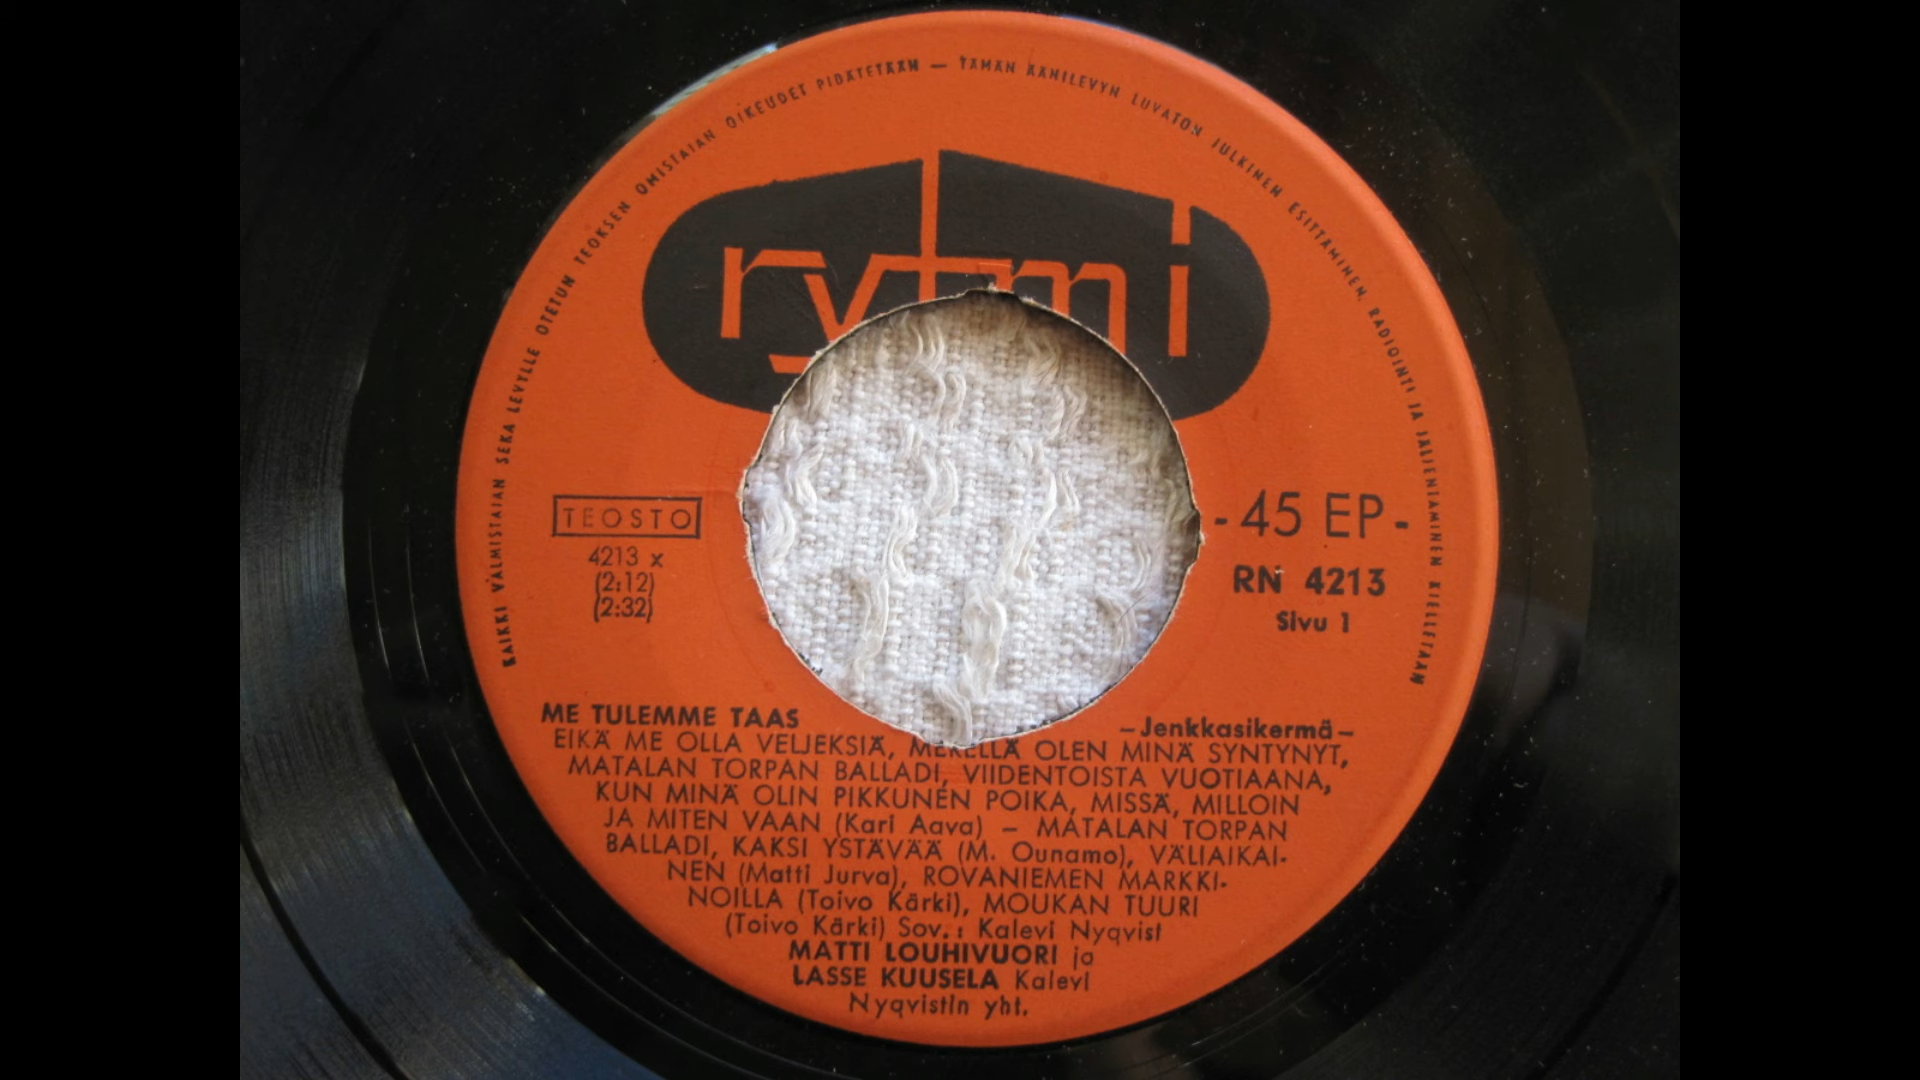 KAIKKI VALMISTAJAN SEKÄ LEVYLLE OTETUN TEOKSEN OMISTAJAN OIKEUDET PIDÄTETÄÄN — TÄMÄN ÄÄNILEVYN LUVATON JULKINEN ESITTÄMINEN, RADIOINTI JA JÄLJENTÄMINEN KIELLETÄÄN
rytmi
TEOSTO
4213 x
(2:12)
(2:32)
- 45 EP -
RN 4213
Sivu 1
ME TULEMME TAAS
–Jenkkasikermä–
EIKÄ ME OLLA VELJEKSIÄ, MERELLÄ OLEN MINÄ SYNTYNYT,
MATALAN TORPAN BALLADI, VIIDENTOISTA VUOTIAANA,
KUN MINÄ OLIN PIKKUNEN POIKA, MISSÄ, MILLOIN
JA MITEN VAAN (Kari Aava) – MATALAN TORPAN
BALLADI, KAKSI YSTÄVÄÄ (M. Ounamo), VÄLIAIKAI-
NEN (Matti Jurva), ROVANIEMEN MARKKI-
NOILLA (Toivo Kärki), MOUKAN TUURI
(Toivo Kärki) Sov.: Kalevi Nyqvist
MATTI LOUHIVUORI ja
LASSE KUUSELA Kalevi
Nyqvistin yht.